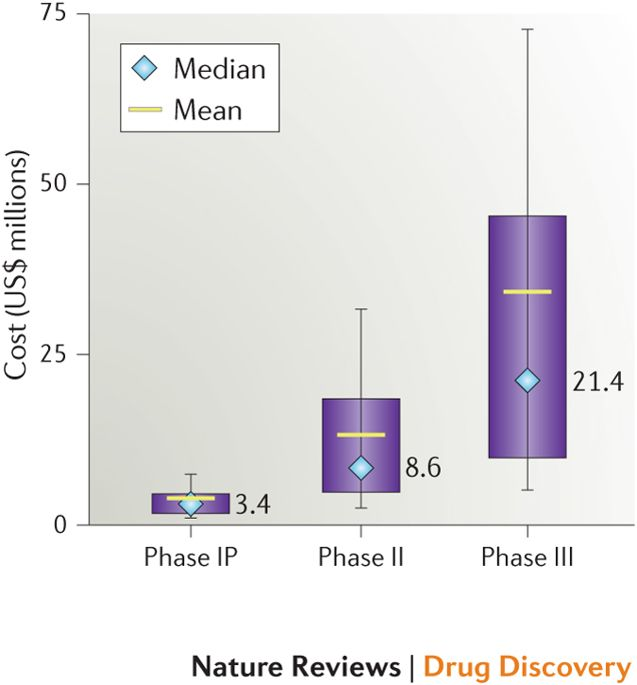 75
Median
Mean
50
Cost (US$ millions)
25
21.4
8.6
3.4
0
Phase IP
Phase II
Phase III
Nature Reviews | Drug Discovery